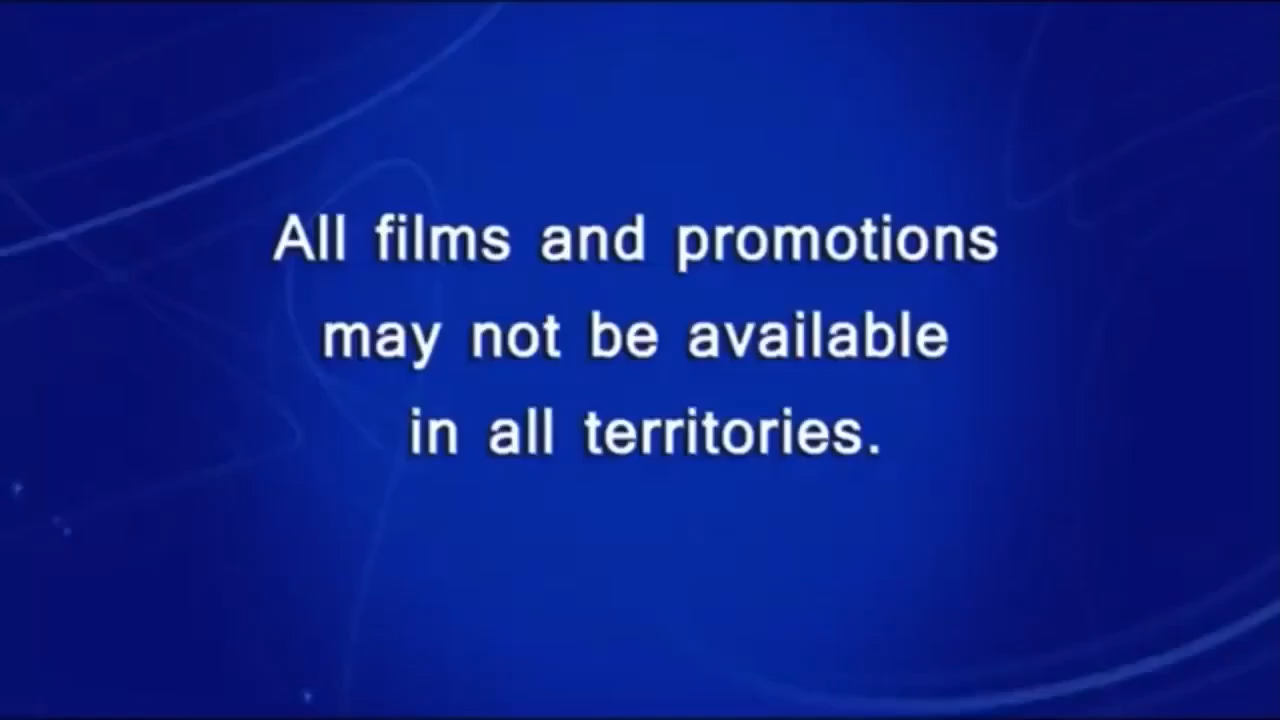 All films and promotions
may not be available
in all territories.